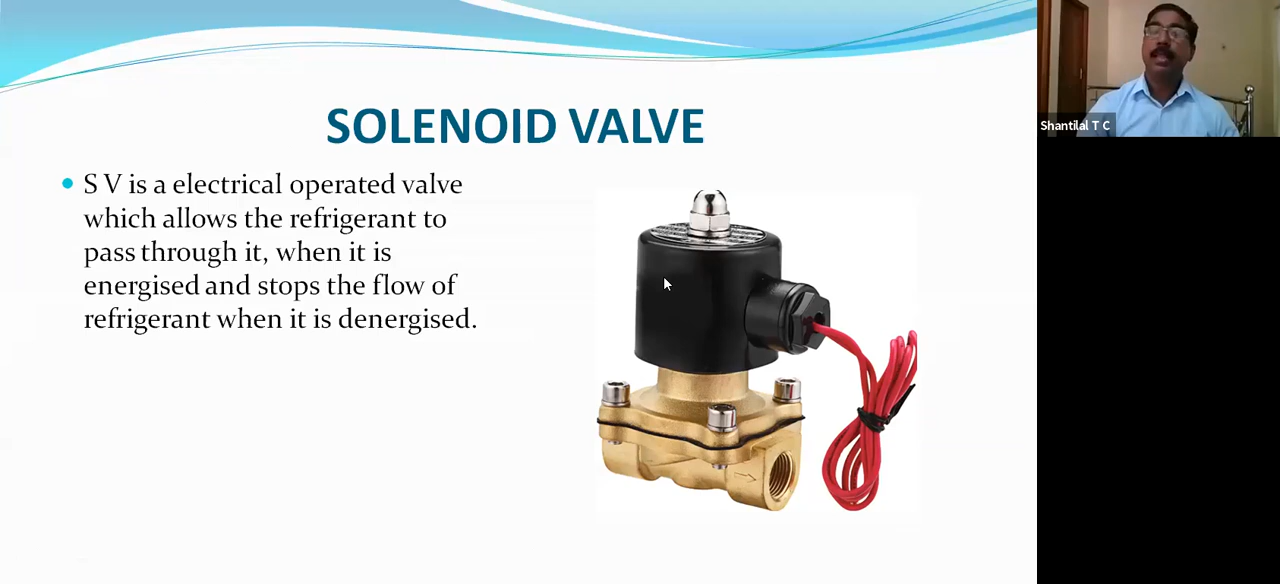 SOLENOID VALVE
S V is a electrical operated valve
which allows the refrigerant to
pass through it, when it is
energised and stops the flow of
refrigerant when it is denergised.
Shantilal T C